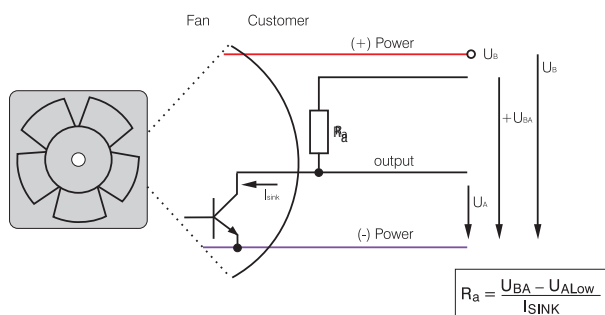 Fan Customer
(+) Power
UB
UB
+UBA
Ra
output
Isink
UA
(-) Power
Ra = UBA – UALow
ISINK